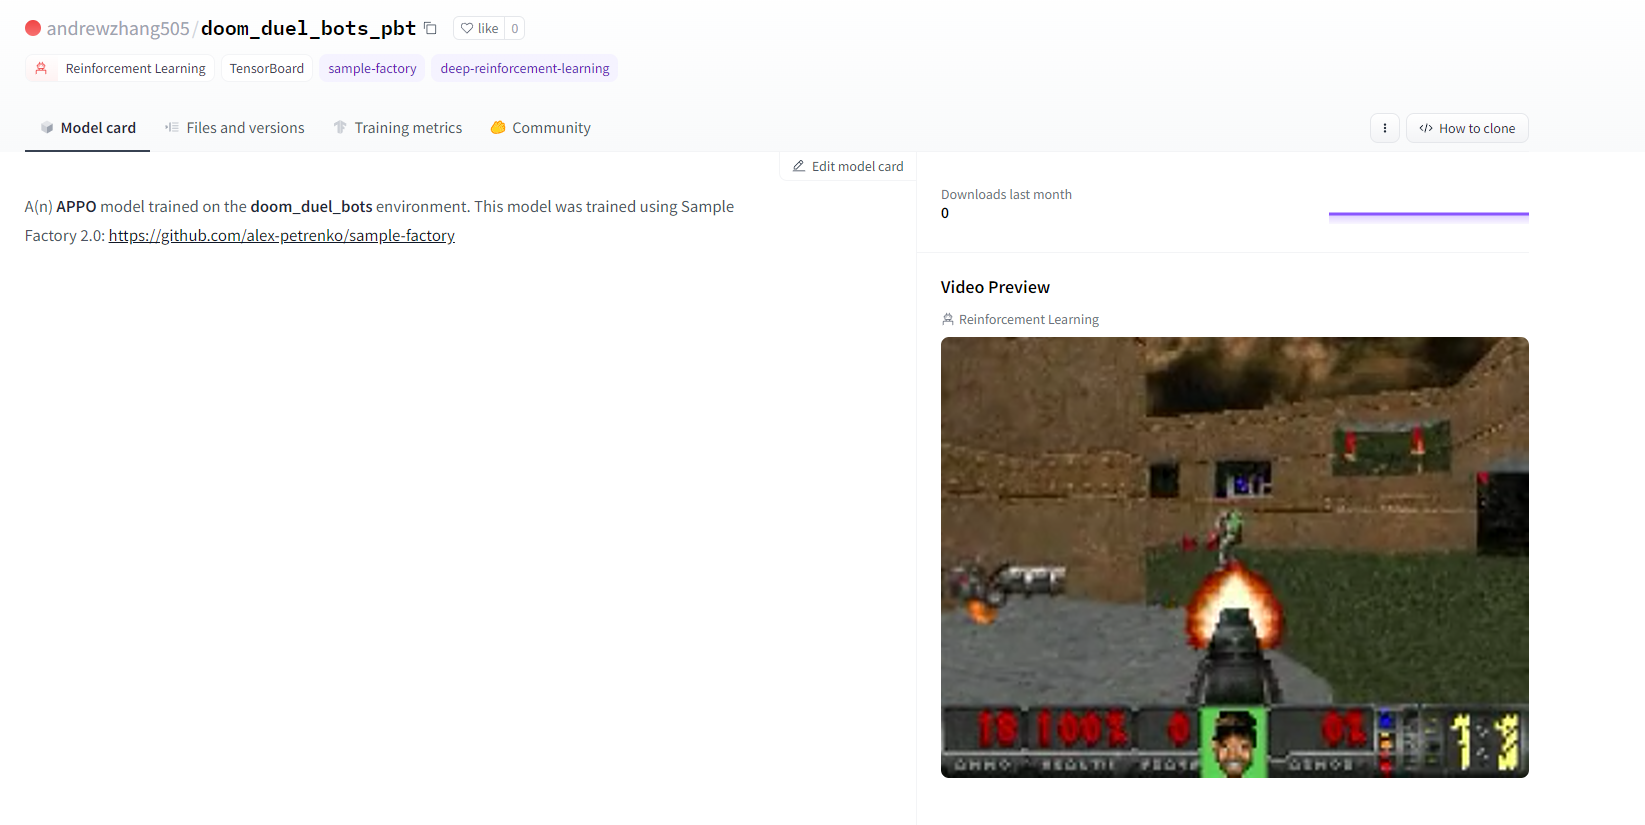 andrewzhang505/doom_duel_bots_pbt like 0
Reinforcement Learning TensorBoard sample-factory deep-reinforcement-learning
Model card Files and versions Training metrics Community How to clone
Edit model card
A(n) APPO model trained on the doom_duel_bots environment. This model was trained using Sample
Factory 2.0: https://github.com/alex-petrenko/sample-factory
Downloads last month
0
Video Preview
Reinforcement Learning
18 100% 0 0%
AMMO HEALTH